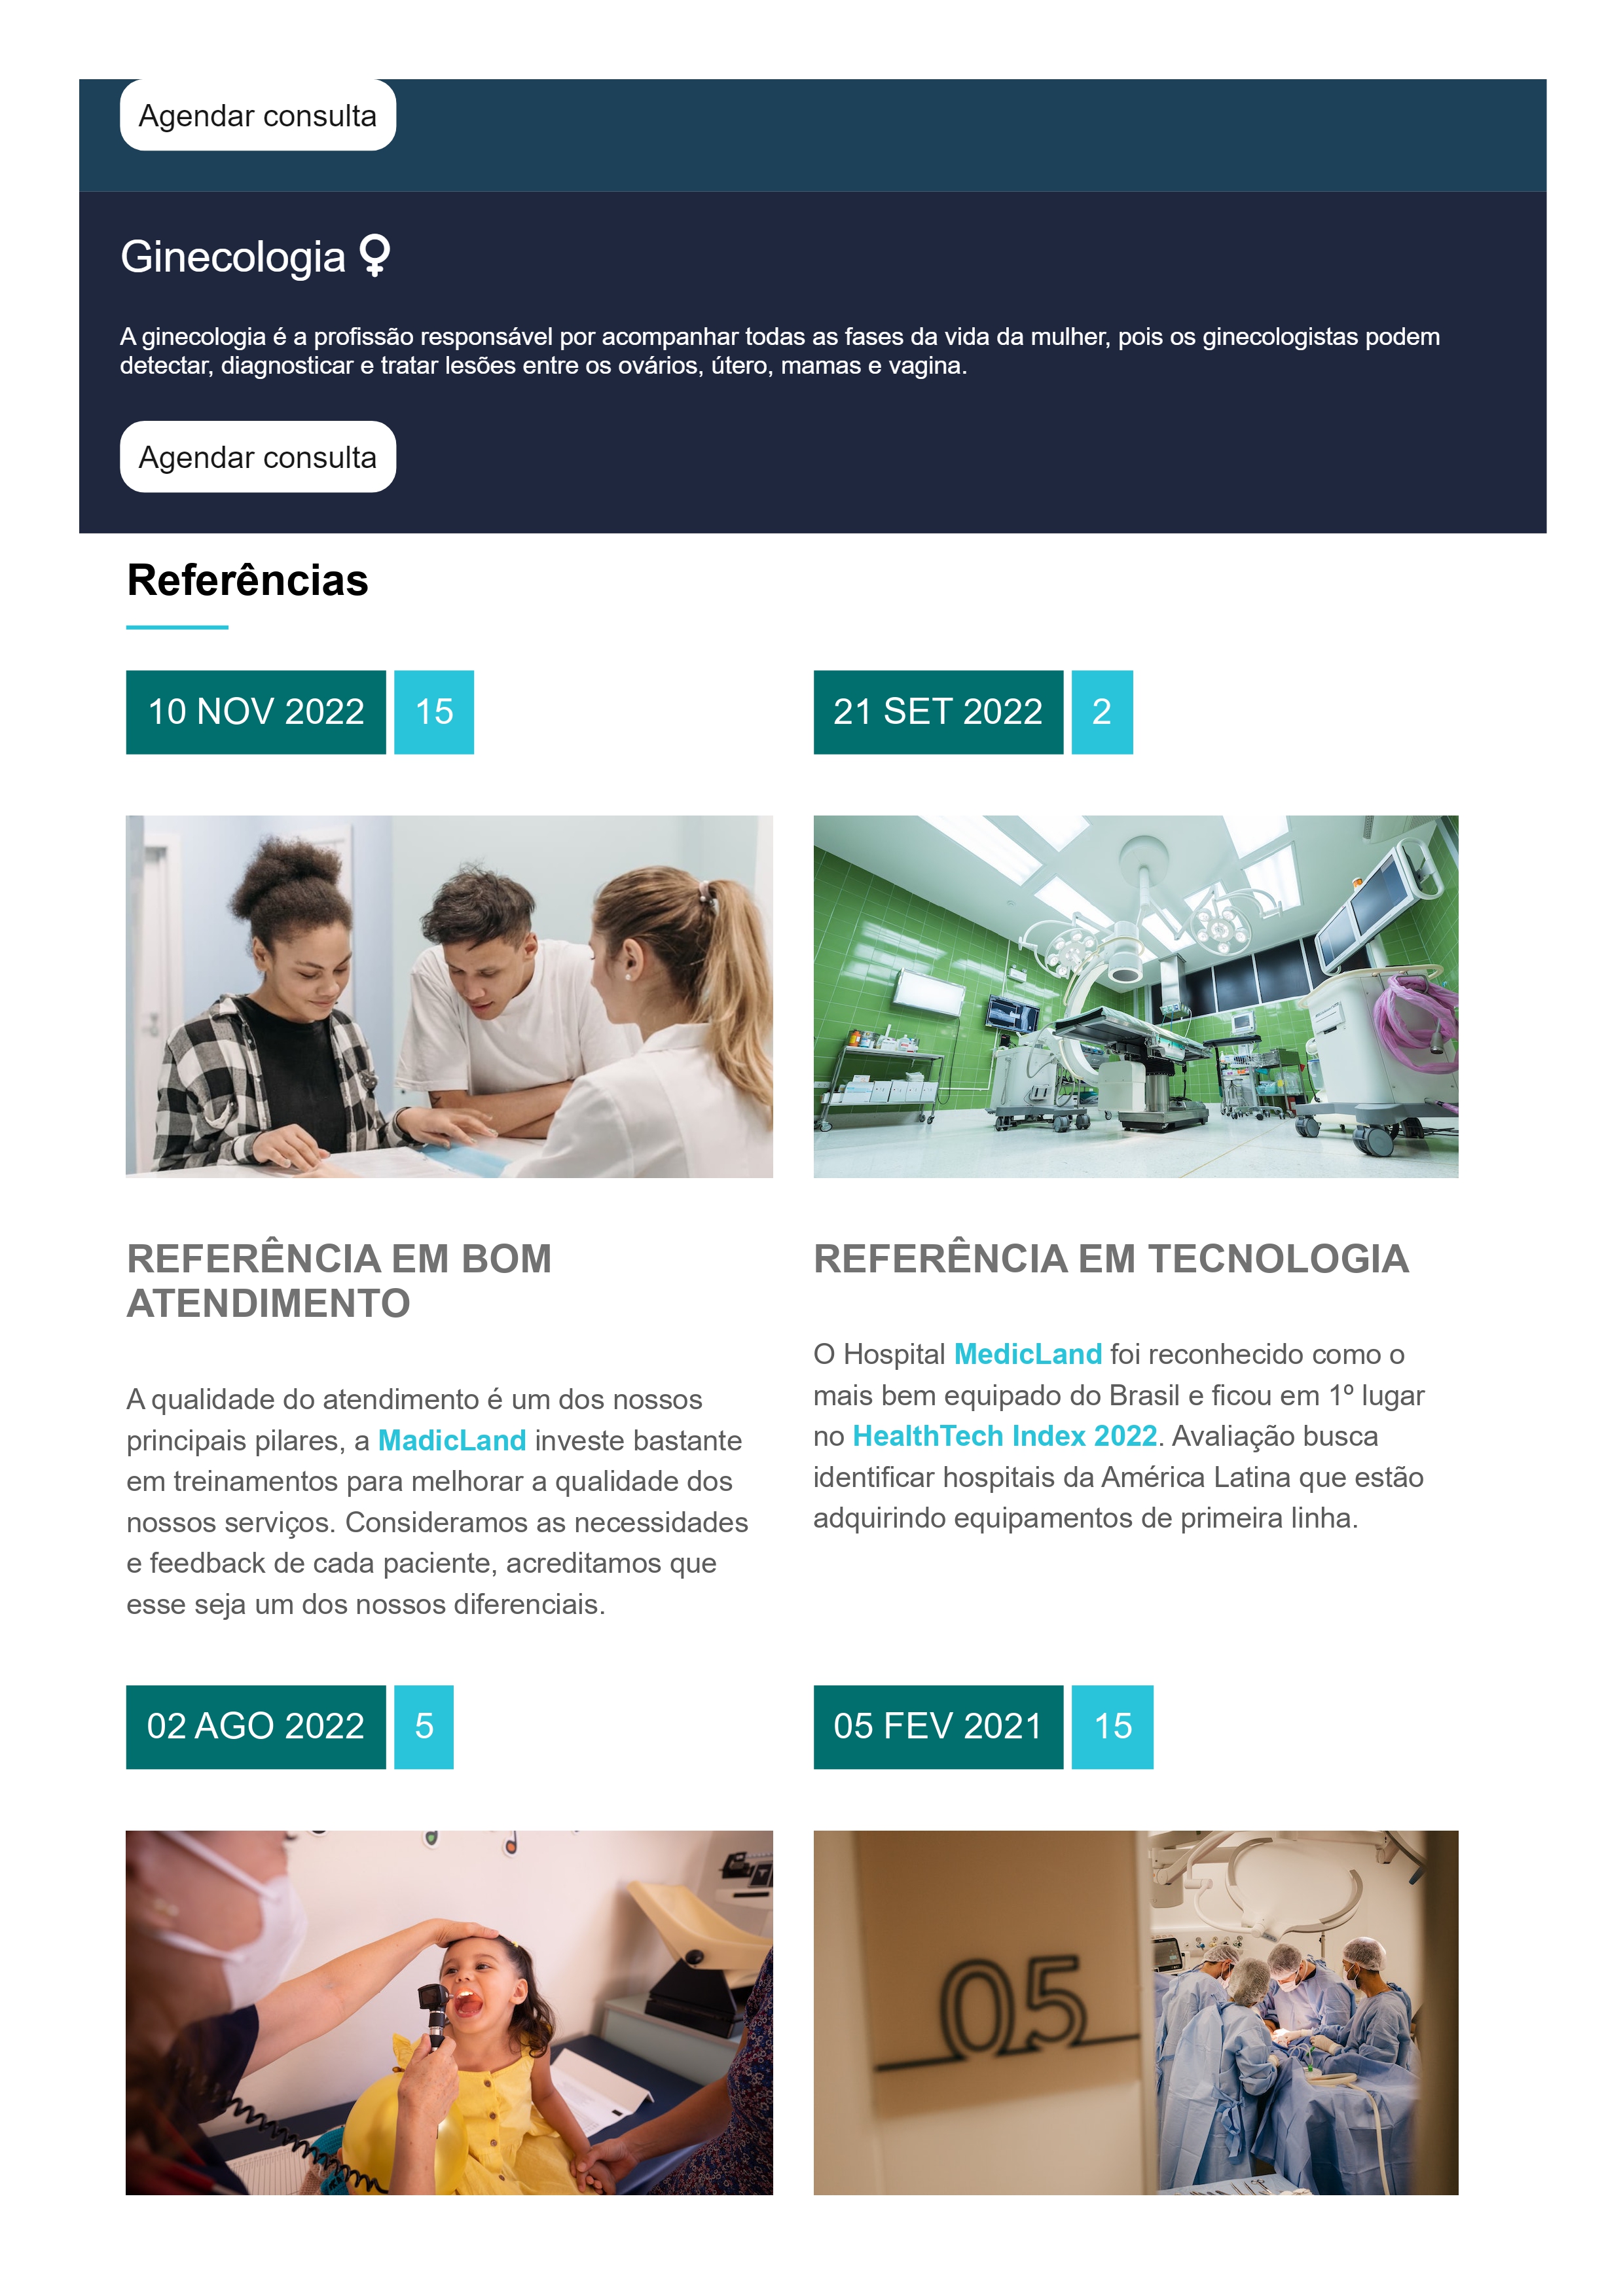 Agendar consulta
Ginecologia
A ginecologia é a profissão responsável por acompanhar todas as fases da vida da mulher, pois os ginecologistas podem
detectar, diagnosticar e tratar lesões entre os ovários, útero, mamas e vagina.
Agendar consulta
Referências
10 NOV 2022 15
21 SET 2022 2
REFERÊNCIA EM BOM
ATENDIMENTO
A qualidade do atendimento é um dos nossos
principais pilares, a MadicLand investe bastante
em treinamentos para melhorar a qualidade dos
nossos serviços. Consideramos as necessidades
e feedback de cada paciente, acreditamos que
esse seja um dos nossos diferenciais.
REFERÊNCIA EM TECNOLOGIA
O Hospital MedicLand foi reconhecido como o
mais bem equipado do Brasil e ficou em 1º lugar
no HealthTech Index 2022. Avaliação busca
identificar hospitais da América Latina que estão
adquirindo equipamentos de primeira linha.
02 AGO 2022 5
05 FEV 2021 15
05